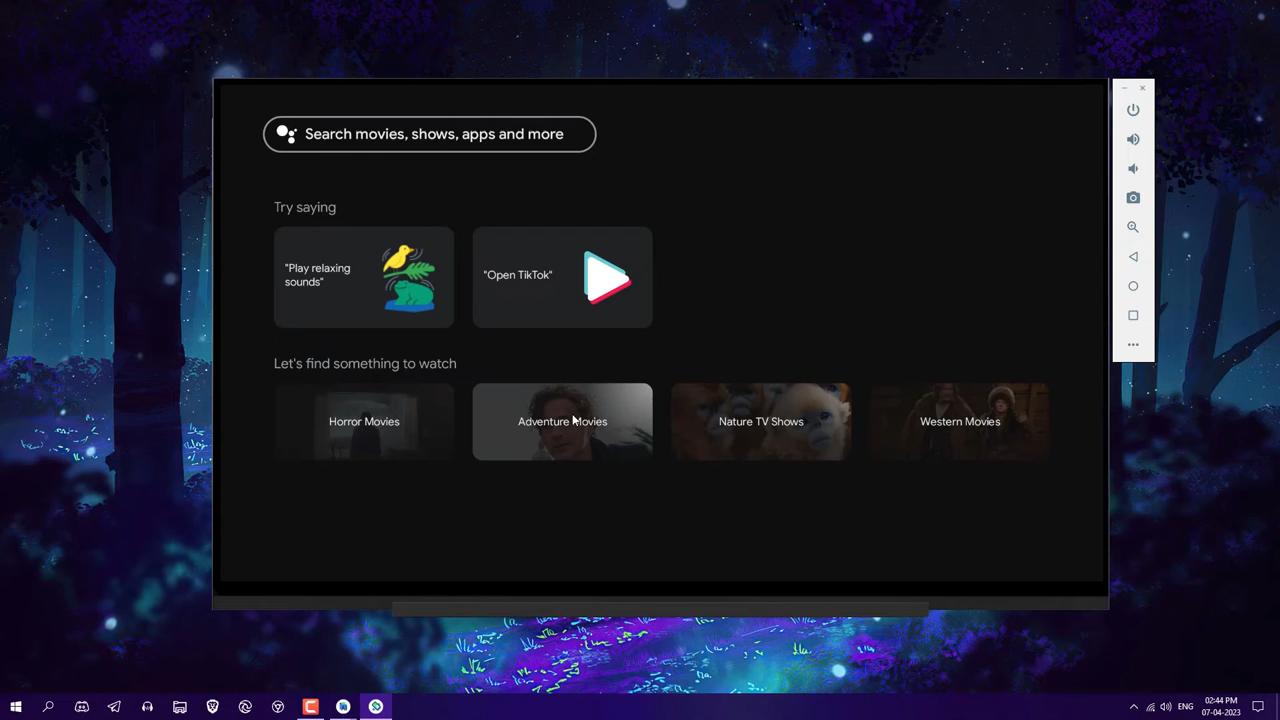 Search movies, shows, apps and more
Try saying
"Play relaxing
sounds"
"Open TikTok"
Let's find something to watch
Horror Movies
Adventure Movies
Nature TV Shows
Western Movies
ENG
02:44 PM
07-04-2023